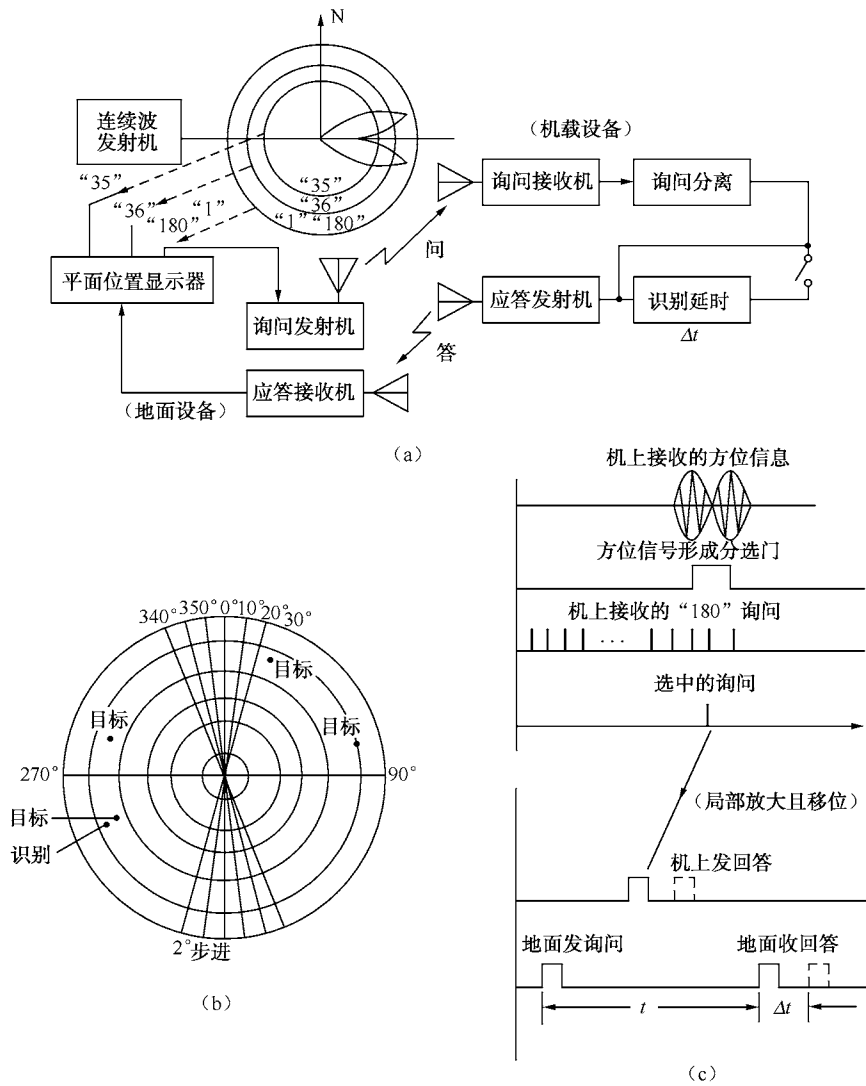 N
连续波
发射机
（机载设备）
询问接收机
询问分离
“35”
“36”
“1”
“180”
“35”
“36”
“1”“180”
问
平面位置显示器
询问发射机
应答发射机
识别延时
Δt
答
应答接收机
（地面设备）
（a）
机上接收的方位信息
方位信号形成分选门
机上接收的“180”询问
···
选中的询问
（局部放大且移位）
机上发回答
地面发询问
地面收回答
t
Δt
（c）
340°
350°
0°
10°
20°
30°
目标
目标
目标
270°
90°
目标
识别
2°步进
（b）